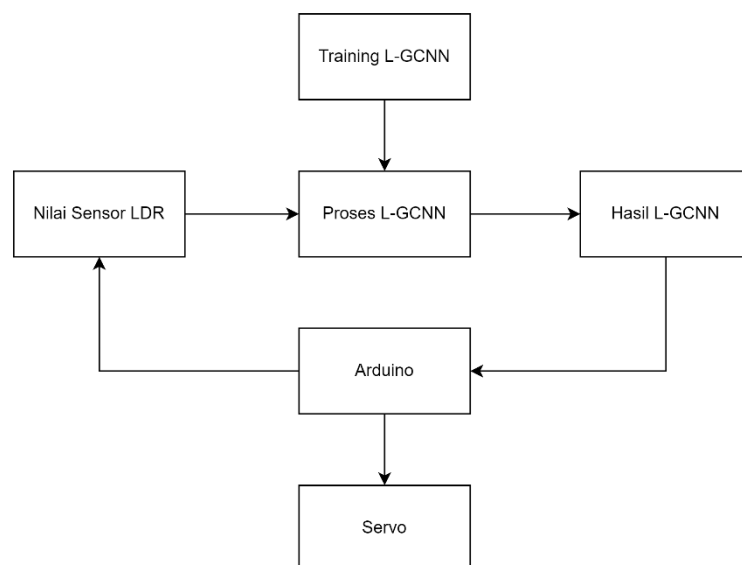 Training L-GCNN
Nilai Sensor LDR
Proses L-GCNN
Hasil L-GCNN
Arduino
Servo